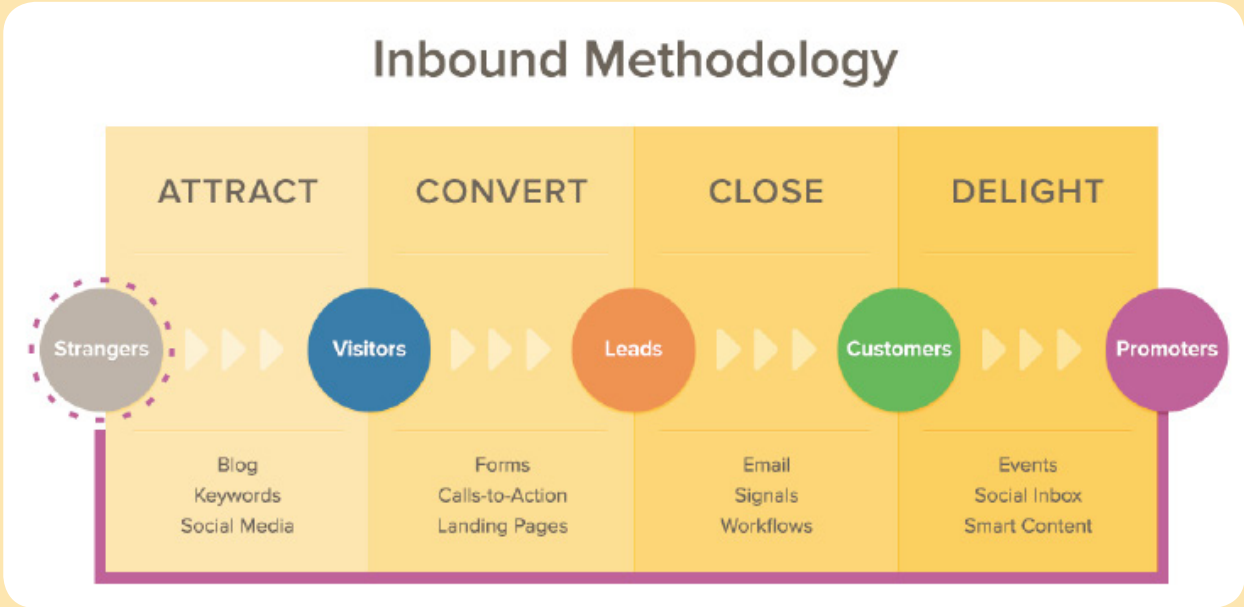 Inbound Methodology
ATTRACT
CONVERT
CLOSE
DELIGHT
Strangers
Visitors
Leads
Customers
Promoters
Blog
Keywords
Social Media
Forms
Calls-to-Action
Landing Pages
Email
Signals
Workflows
Events
Social Inbox
Smart Content